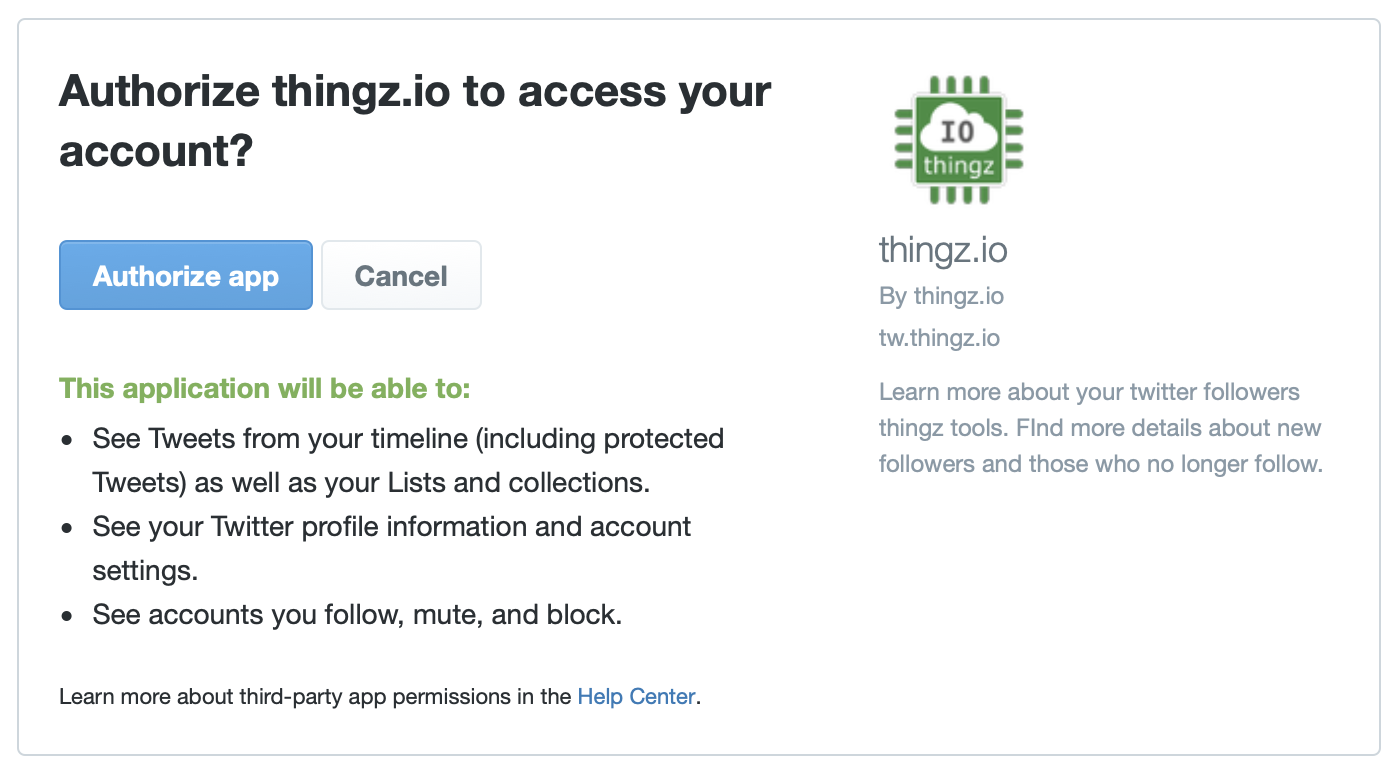 Authorize thingz.io to access your
account?
Authorize app
Cancel
This application will be able to:
• See Tweets from your timeline (including protected
Tweets) as well as your Lists and collections.
• See your Twitter profile information and account
settings.
• See accounts you follow, mute, and block.
Learn more about third-party app permissions in the Help Center.
IO
thingz
thingz.io
By thingz.io
tw.thingz.io
Learn more about your twitter followers
thingz tools. FInd more details about new
followers and those who no longer follow.